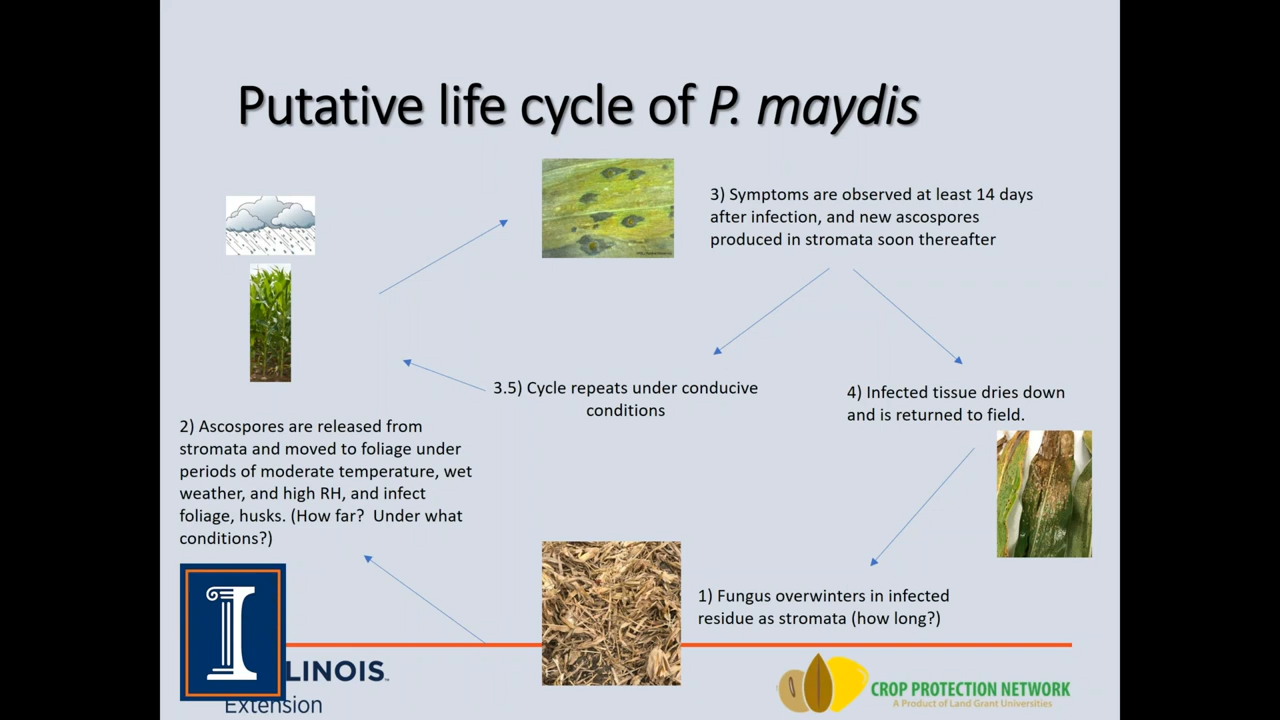 Putative life cycle of P. maydis
3) Symptoms are observed at least 14 days
after infection, and new ascospores
produced in stromata soon thereafter
3.5) Cycle repeats under conducive
conditions
4) Infected tissue dries down
and is returned to field.
2) Ascospores are released from
stromata and moved to foliage under
periods of moderate temperature, wet
weather, and high RH, and infect
foliage, husks. (How far? Under what
conditions?)
1) Fungus overwinters in infected
residue as stromata (how long?)
I
LINOIS
Extension
CROP PROTECTION NETWORK
A Product of Land Grant Universities